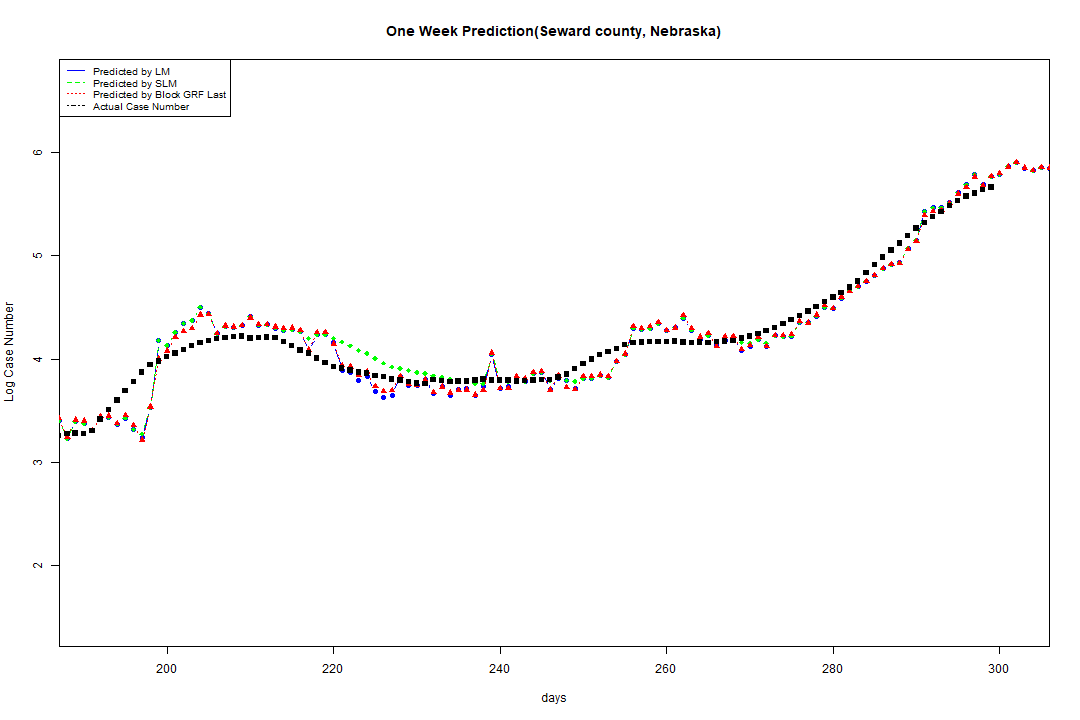 One Week Prediction(Seward county, Nebraska)
Predicted by LM
Predicted by SLM
Predicted by Block GRF Last
Actual Case Number
Log Case Number
6
5
4
3
2
200 220 240 260 280 300
days